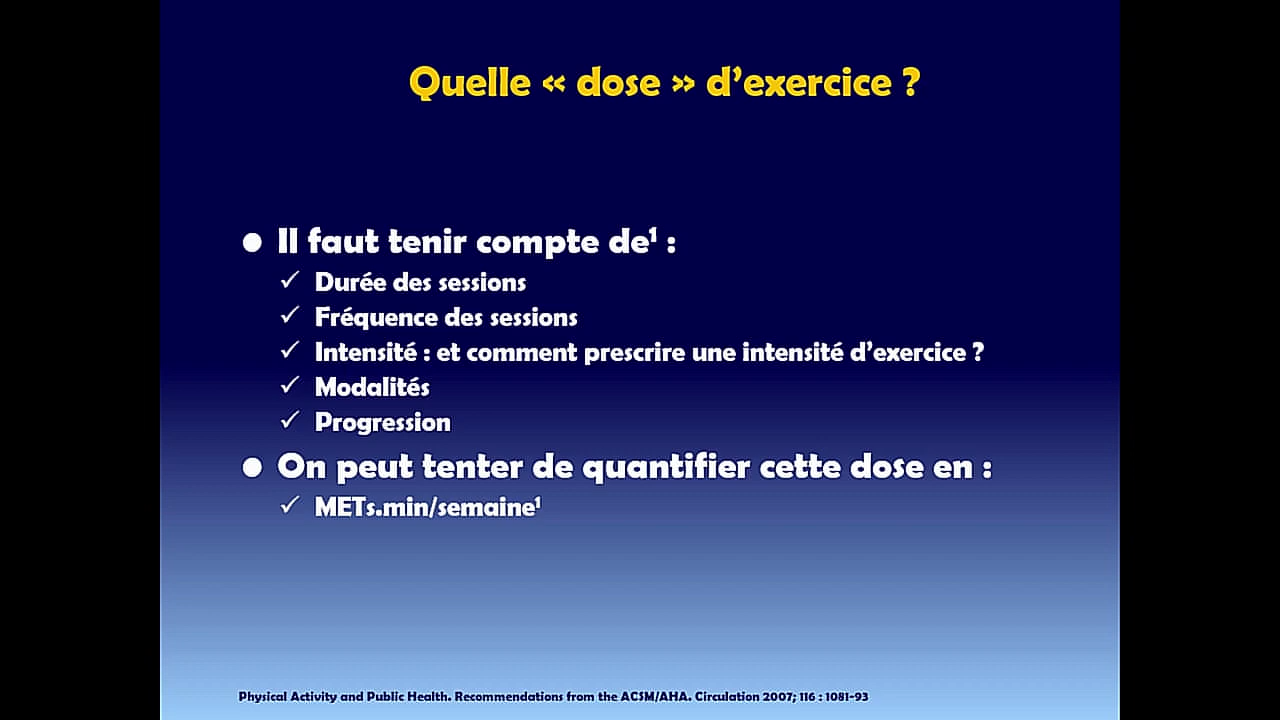 Quelle « dose » d’exercice ?
● Il faut tenir compte de¹ :
✓ Durée des sessions
✓ Fréquence des sessions
✓ Intensité : et comment prescrire une intensité d’exercice ?
✓ Modalités
✓ Progression
● On peut tenter de quantifier cette dose en :
✓ METs.min/semaine¹
Physical Activity and Public Health. Recommendations from the ACSM/AHA. Circulation 2007; 116 : 1081-93